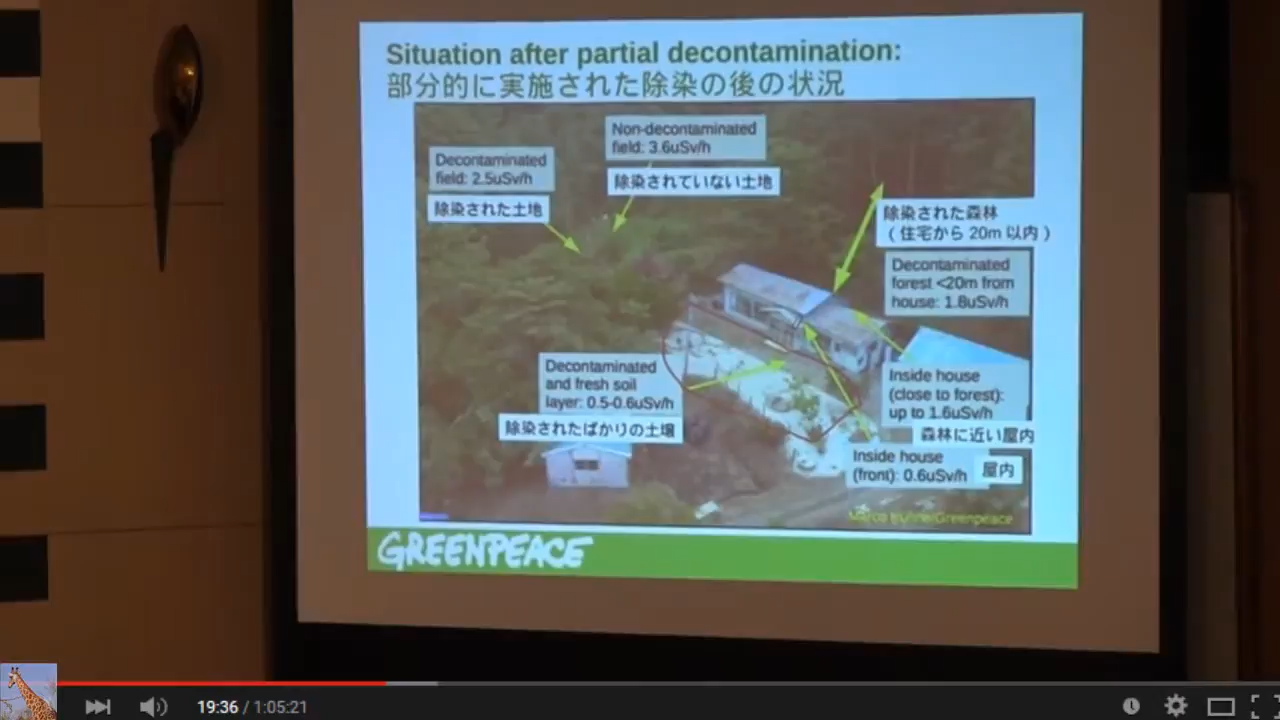 Situation after partial decontamination:
部分的に実施された除染の後の状況
Non-decontaminated
field: 3.6uSv/h
除染されていない土地
Decontaminated
field: 2.5uSv/h
除染された土地
除染された森林
( 住宅から 20m 以内 )
Decontaminated
forest <20m from
house: 1.8uSv/h
Decontaminated
and fresh soil
layer: 0.5-0.6uSv/h
除染されたばかりの土壌
Inside house
(close to forest):
up to 1.6uSv/h
森林に近い屋内
Inside house
(front): 0.6uSv/h
屋内
Greenpeace
GREENPEACE
19:36 / 1:05:21